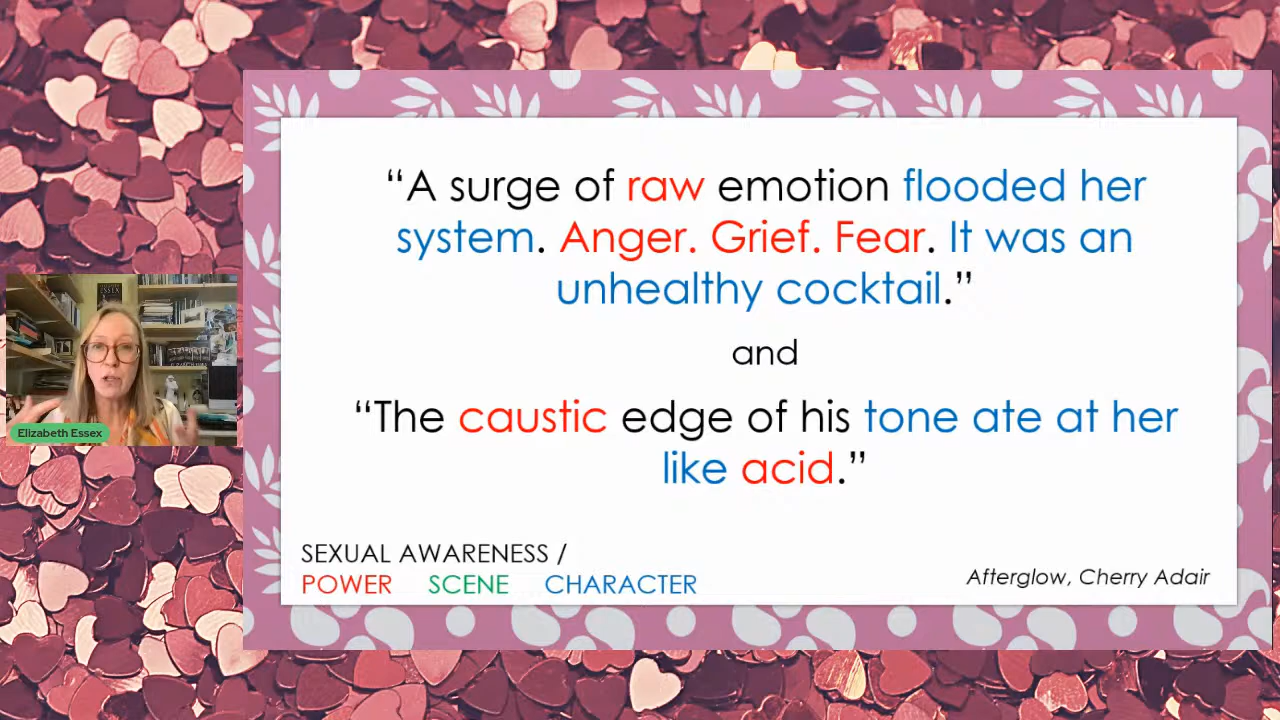 “A surge of raw emotion flooded her
system. Anger. Grief. Fear. It was an
unhealthy cocktail.”
and
“The caustic edge of his tone ate at her
like acid.”
SEXUAL AWARENESS /
POWER SCENE CHARACTER
Afterglow, Cherry Adair
Elizabeth Essex